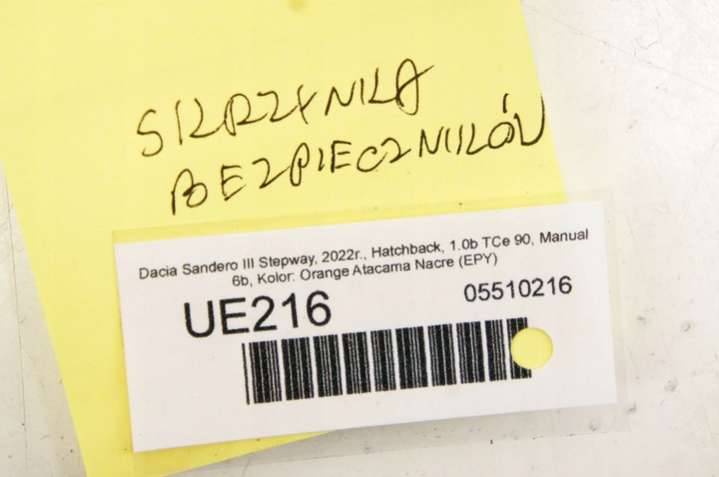 SKRZYNKA
BEZPIECZNIKÓW
Dacia Sandero III Stepway, 2022r., Hatchback, 1.0b TCe 90, Manual
6b, Kolor: Orange Atacama Nacre (EPY)
UE216 05510216